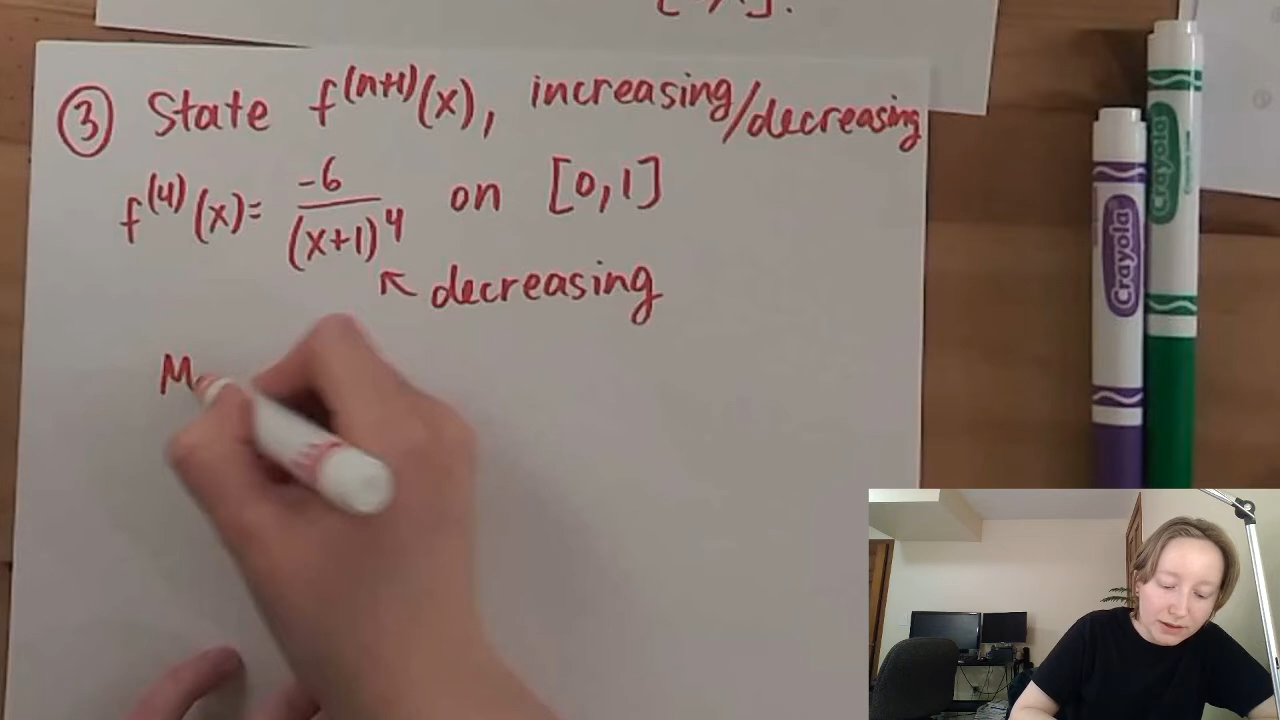 ③ State f^(n+1)(x), increasing/decreasing
f^(4)(x) = -6/(x+1)^4 on [0,1]
↖ decreasing
M
Crayola
Crayola